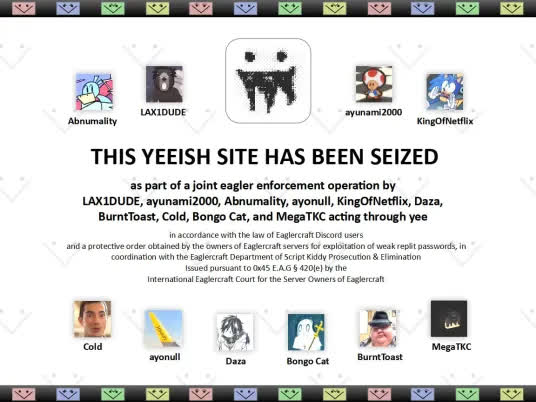 LAX1DUDE
ayunami2000
Abnumality
KingOfNetflix
THIS YEEISH SITE HAS BEEN SEIZED
as part of a joint eagler enforcement operation by
LAX1DUDE, ayunami2000, Abnumality, ayonull, KingOfNetflix, Daza,
BurntToast, Cold, Bongo Cat, and MegaTKC acting through yee
in accordance with the law of Eaglercraft Discord users
and a protective order obtained by the owners of Eaglercraft servers for exploitation of weak replit passwords, in
coordination with the Eaglercraft Department of Script Kiddy Prosecution & Elimination
Issued pursuant to 0x45 E.A.G § 420(e) by the
International Eaglercraft Court for the Server Owners of Eaglercraft
Cold
ayonull
Daza
Bongo Cat
BurntToast
MegaTKC